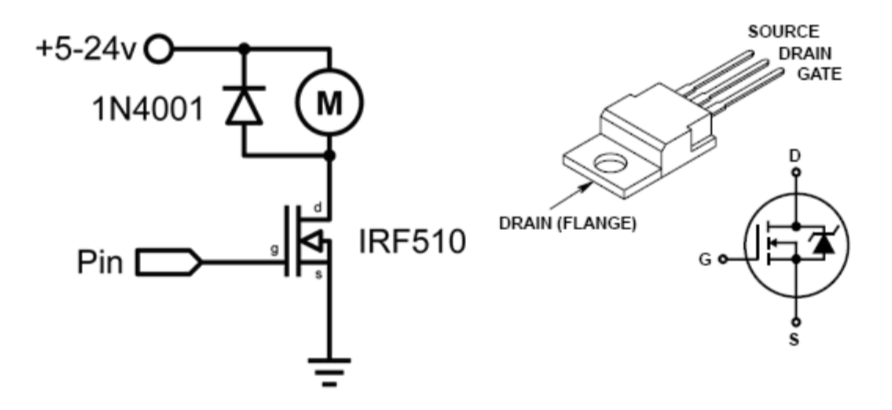 +5-24v
1N4001
M
d
IRF510
g
Pin
s
SOURCE
DRAIN
GATE
DRAIN (FLANGE)
D
G
S